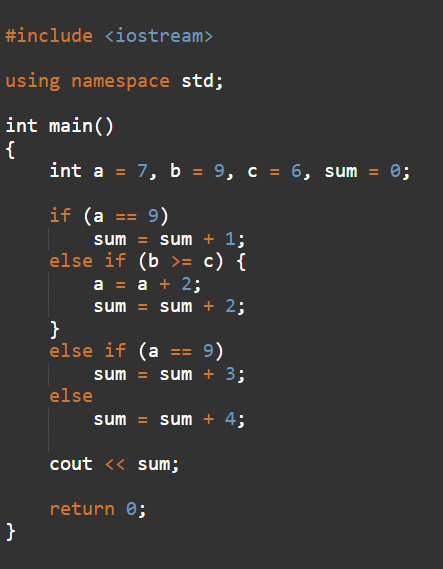 #include <iostream>
using namespace std;
int main()
{
    int a = 7, b = 9, c = 6, sum = 0;
    if (a == 9)
        sum = sum + 1;
    else if (b >= c) {
        a = a + 2;
        sum = sum + 2;
    }
    else if (a == 9)
        sum = sum + 3;
    else
        sum = sum + 4;
    cout << sum;
    return 0;
}